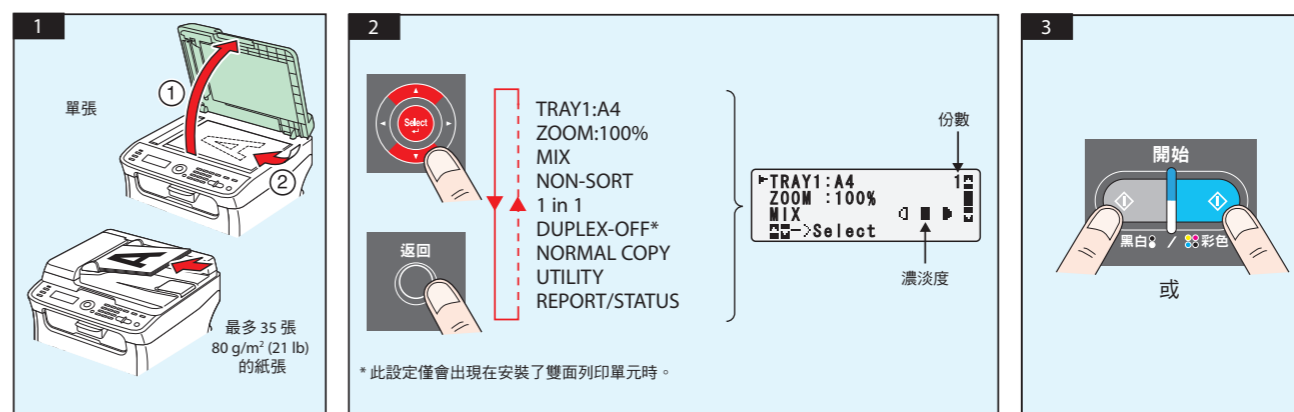 1
單張
①
②
最多 35 張
80 g/m² (21 lb)
的紙張
2
Select
返回
TRAY1:A4
ZOOM:100%
MIX
NON-SORT
1 in 1
DUPLEX-OFF*
NORMAL COPY
UTILITY
REPORT/STATUS
份數
TRAY1:A4 1
ZOOM :100%
MIX
->Select
濃淡度
* 此設定僅會出現在安裝了雙面列印單元時。
3
開始
黑白 / 彩色
或